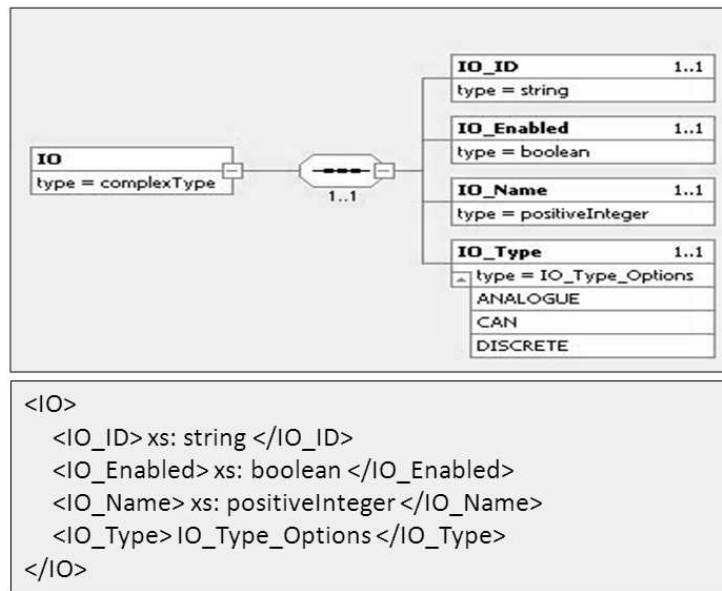 IO
type = complexType
1..1
IO_ID 1..1
type = string
IO_Enabled 1..1
type = boolean
IO_Name 1..1
type = positiveInteger
IO_Type 1..1
type = IO_Type_Options
ANALOGUE
CAN
DISCRETE
<IO>
<IO_ID> xs: string </IO_ID>
<IO_Enabled> xs: boolean </IO_Enabled>
<IO_Name> xs: positiveInteger </IO_Name>
<IO_Type> IO_Type_Options </IO_Type>
</IO>